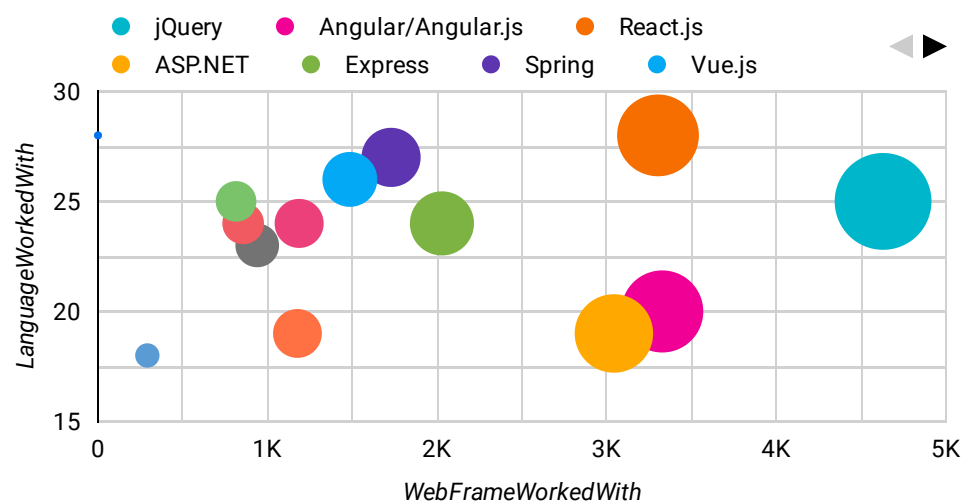 jQuery Angular/Angular.js React.js
ASP.NET Express Spring Vue.js
30
25
20
15
LanguageWorkedWith
0 1K 2K 3K 4K 5K
WebFrameWorkedWith